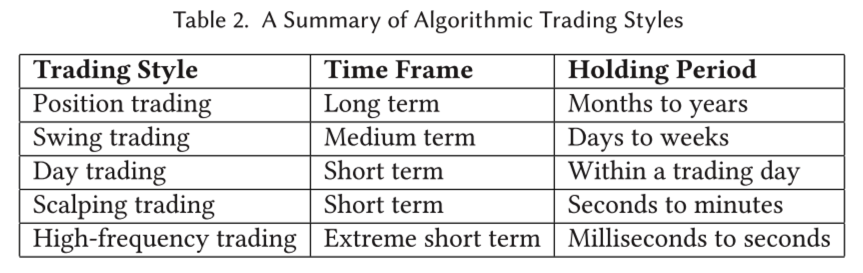 Table 2. A Summary of Algorithmic Trading Styles
Trading Style Time Frame Holding Period
Position trading Long term Months to years
Swing trading Medium term Days to weeks
Day trading Short term Within a trading day
Scalping trading Short term Seconds to minutes
High-frequency trading Extreme short term Milliseconds to seconds